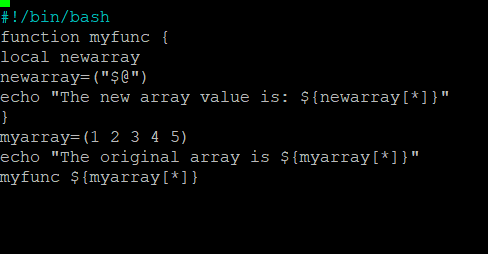 #!/bin/bash
function myfunc {
local newarray
newarray=("$@")
echo "The new array value is: ${newarray[*]}"
}
myarray=(1 2 3 4 5)
echo "The original array is ${myarray[*]}"
myfunc ${myarray[*]}